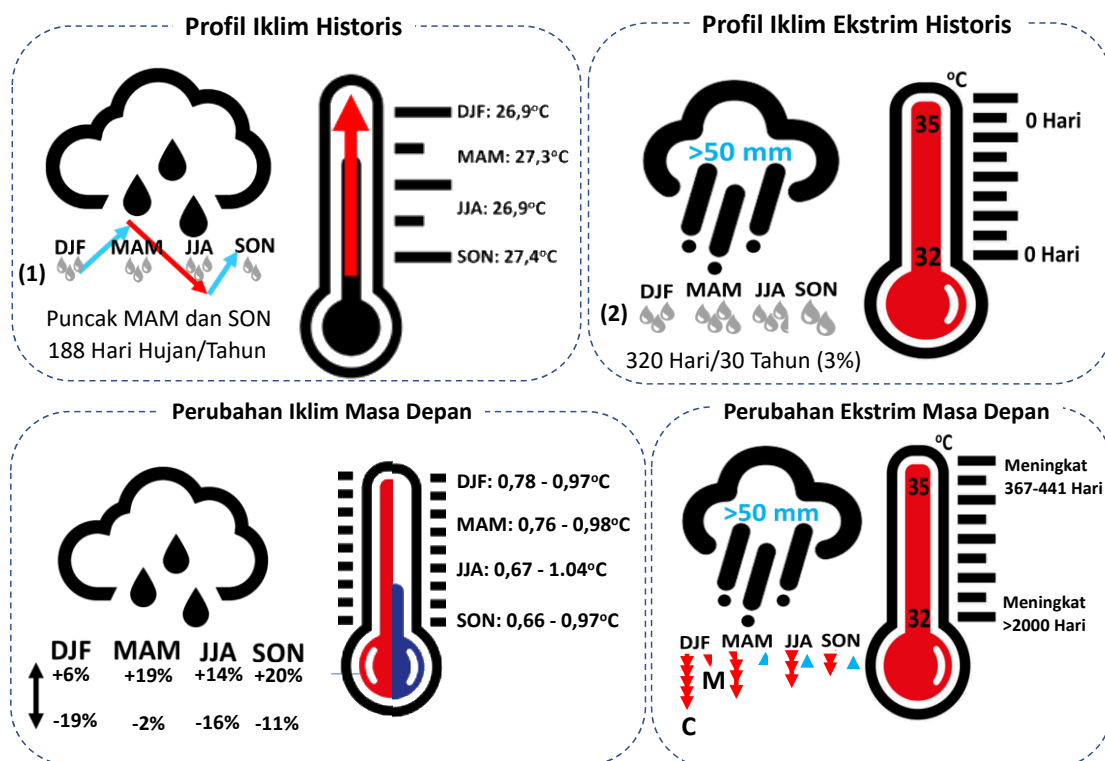 Profil Iklim Historis
DJF: 26,9°C
MAM: 27,3°C
JJA: 26,9°C
SON: 27,4°C
DJF MAM JJA SON
(1)
Puncak MAM dan SON
188 Hari Hujan/Tahun
Profil Iklim Ekstrim Historis
°C
>50 mm
35
0 Hari
32
0 Hari
DJF MAM JJA SON
(2)
320 Hari/30 Tahun (3%)
Perubahan Iklim Masa Depan
DJF: 0,78 - 0,97°C
MAM: 0,76 - 0,98°C
JJA: 0,67 - 1.04°C
SON: 0,66 - 0,97°C
DJF MAM JJA SON
+6% +19% +14% +20%
-19% -2% -16% -11%
Perubahan Ekstrim Masa Depan
°C
>50 mm
35
Meningkat
367-441 Hari
32
Meningkat
>2000 Hari
DJF MAM JJA SON
M
C